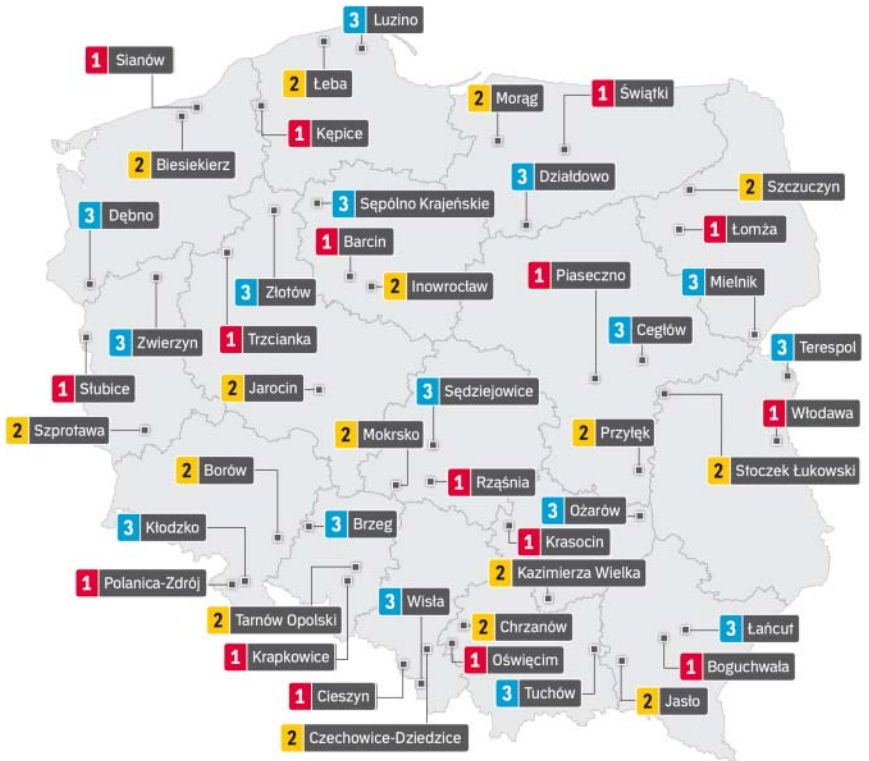 3 Luzino
1 Sianów
2 Łeba
2 Morąg
1 Świątki
1 Kępice
2 Biesiekierz
3 Działdowo
2 Szczuczyn
3 Sępólno Krajeńskie
3 Dębno
1 Łomża
1 Barcin
1 Piaseczno
3 Mielnik
2 Inowrocław
3 Złotów
3 Cegłów
3 Zwierzyn
1 Trzcianka
3 Terespol
1 Słubice
2 Jarocin
3 Sędziejowice
1 Włodawa
2 Szprotawa
2 Mokrsko
2 Przyłęk
2 Borów
2 Stoczek Łukowski
1 Rząśnia
3 Ożarów
3 Kłodzko
3 Brzeg
1 Krasocin
2 Kazimierza Wielka
1 Polanica-Zdrój
3 Wisła
2 Tarnów Opolski
2 Chrzanów
3 Łańcut
1 Krapkowice
1 Oświęcim
1 Boguchwała
1 Cieszyn
3 Tuchów
2 Jasło
2 Czechowice-Dziedzice